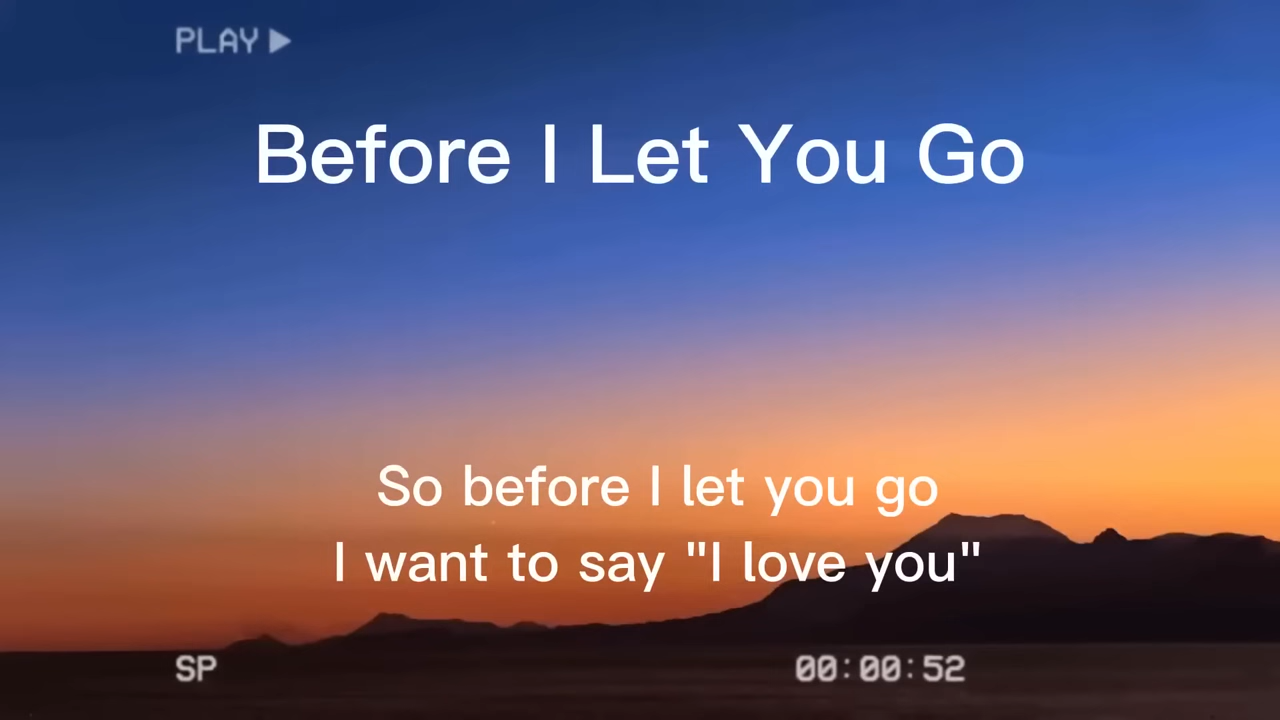 PLAY ▶
Before I Let You Go
So before I let you go
I want to say "I love you"
SP
00:00:52